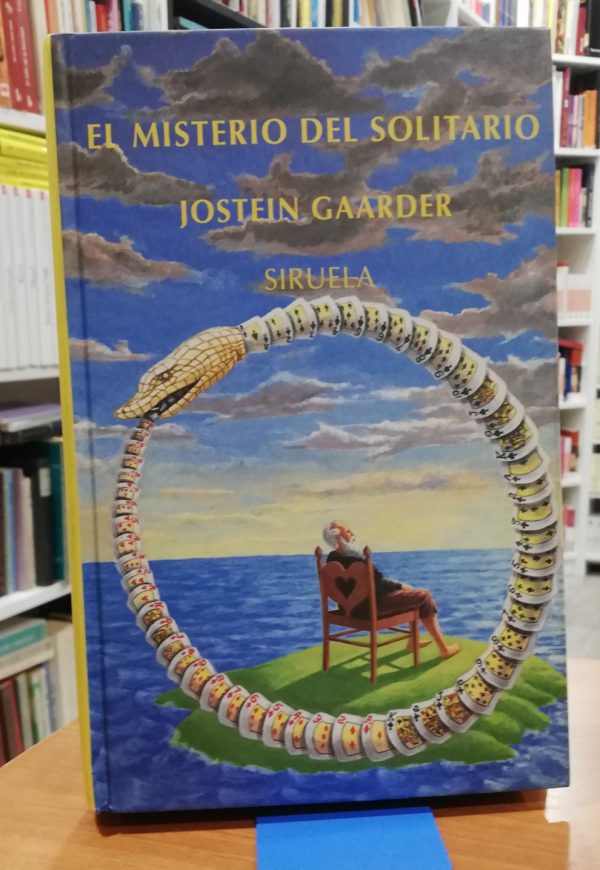 EL MISTERIO DEL SOLITARIO
JOSTEIN GAARDER
SIRUELA